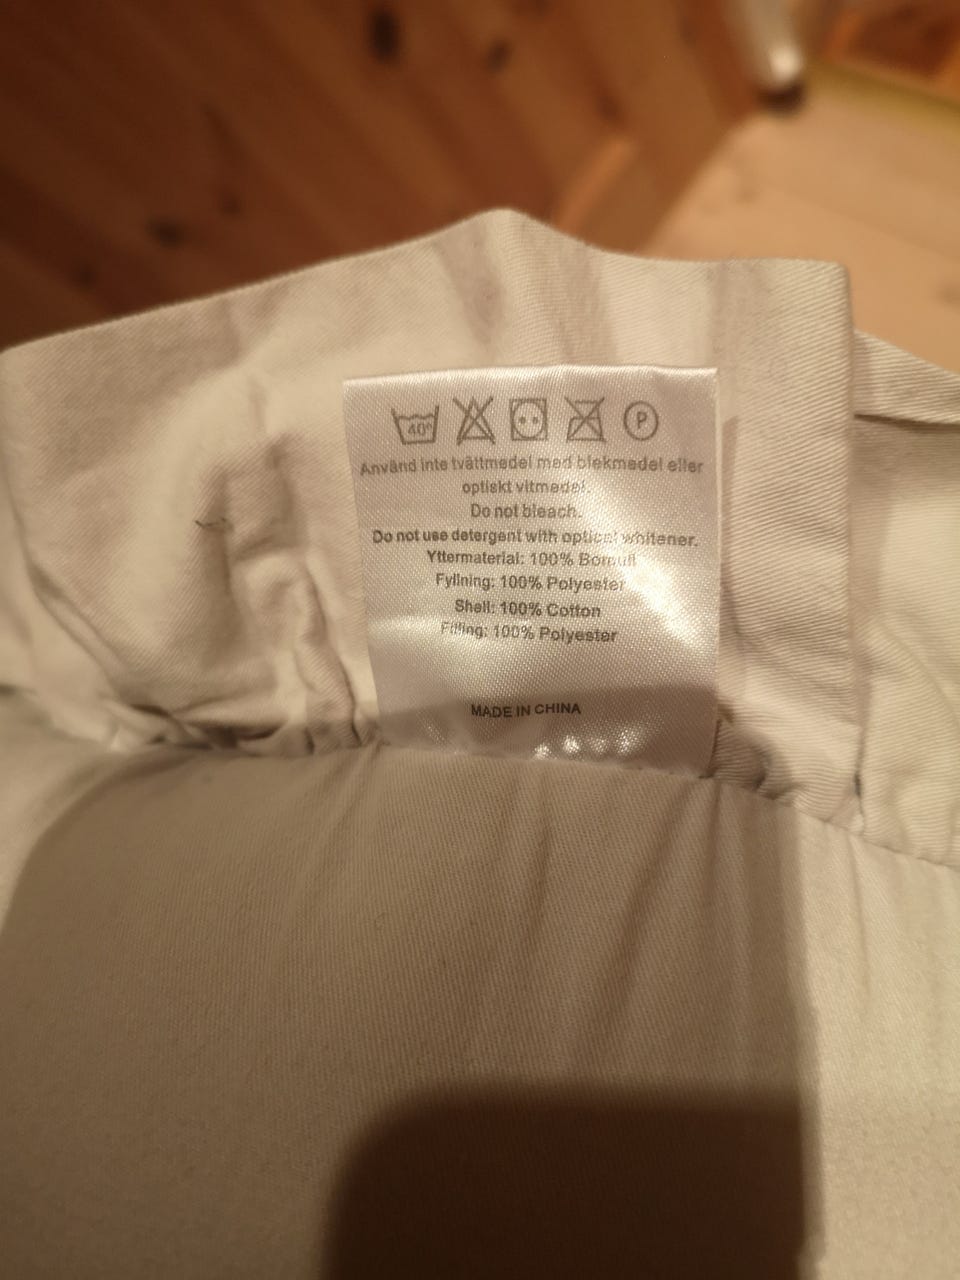 40°
P
Använd inte tvättmedel med blekmedel eller
optiskt vitmedel.
Do not bleach.
Do not use detergent with optical whitener.
Yttermaterial: 100% Bomull
Fyllning: 100% Polyester
Shell: 100% Cotton
Filling: 100% Polyester
MADE IN CHINA